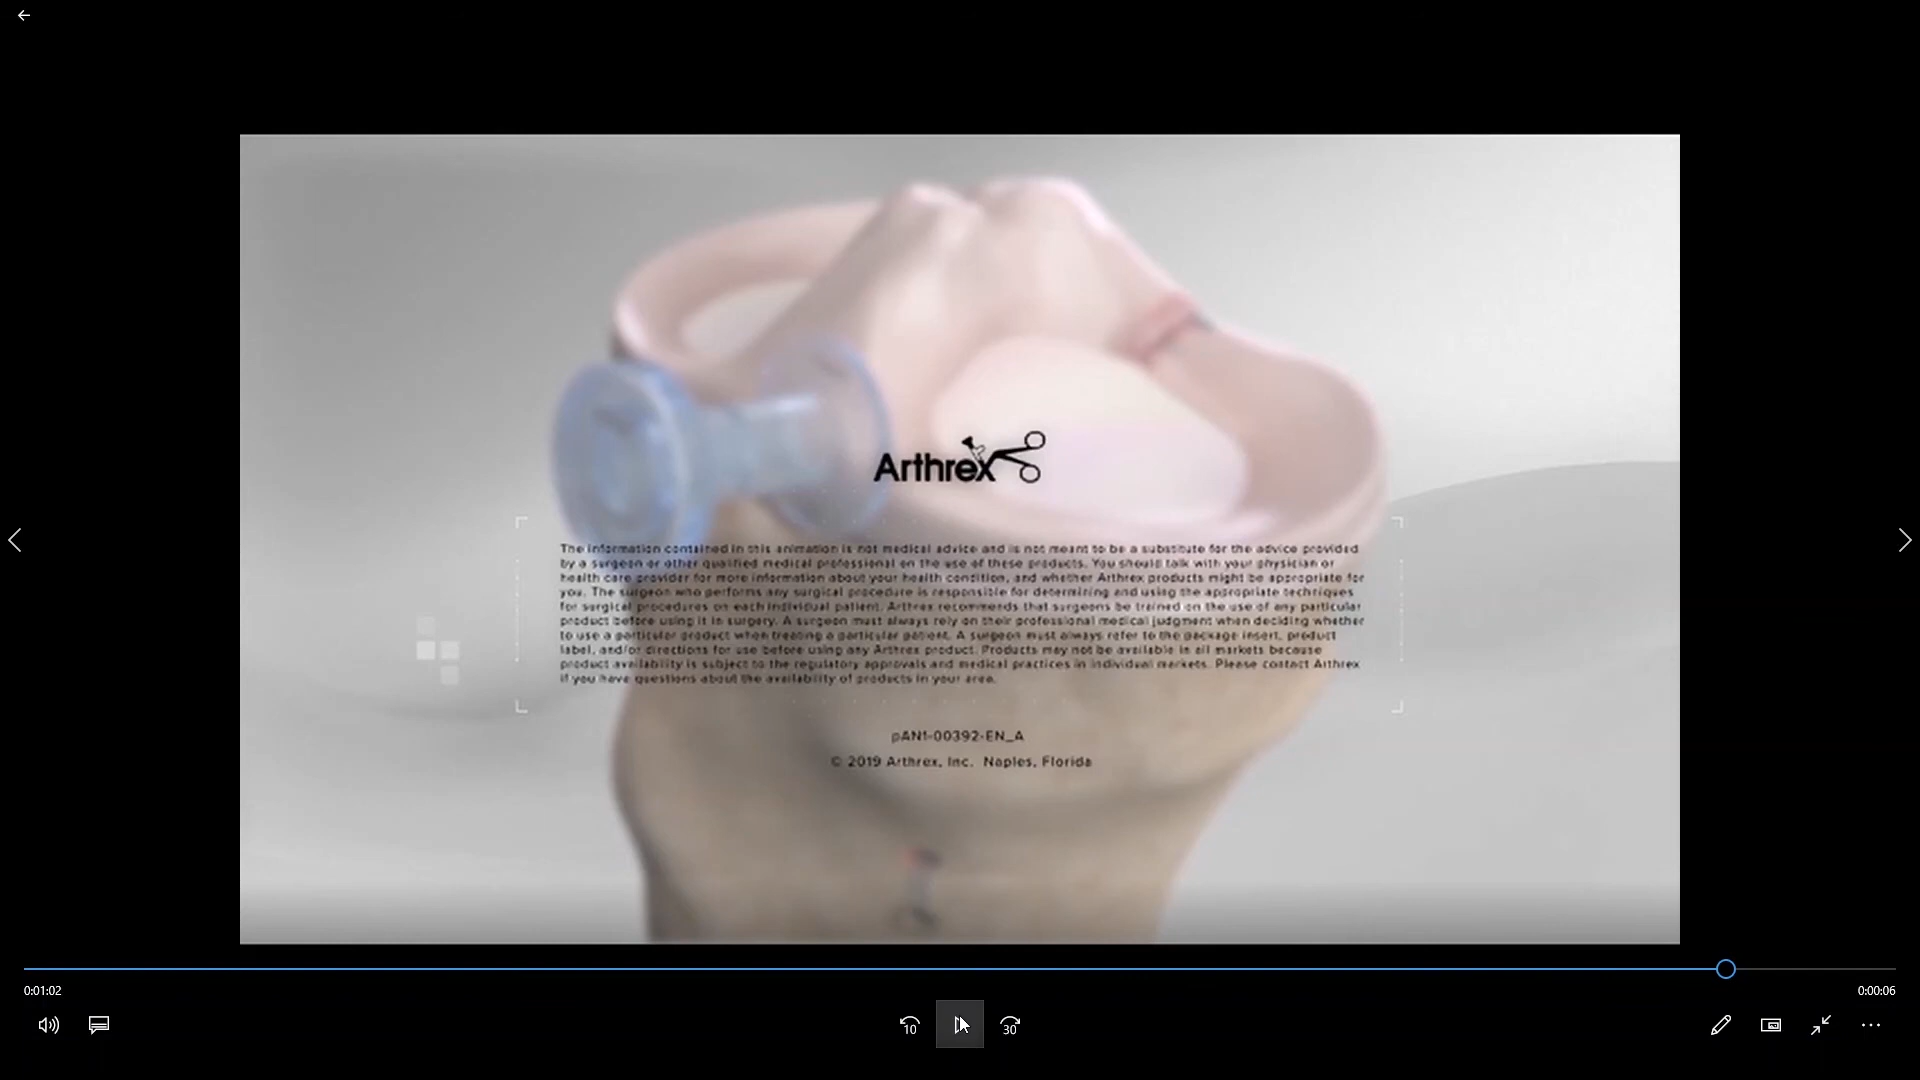 Arthrex
The information contained in this animation is not medical advice and is not meant to be a substitute for the advice provided
by a surgeon or other qualified medical professional on the use of these products. You should talk with your physician or
health care provider for more information about your health condition, and whether Arthrex products might be appropriate for
you. The surgeon who performs any surgical procedure is responsible for determining and using the appropriate techniques
for surgical procedures on each individual patient. Arthrex recommends that surgeons be trained on the use of any particular
product before using it in surgery. A surgeon must always rely on their professional medical judgment when deciding whether
to use a particular product when treating a particular patient. A surgeon must always refer to the package insert, product
label, and/or directions for use before using any Arthrex product. Products may not be available in all markets because
product availability is subject to the regulatory approvals and medical practices in individual markets. Please contact Arthrex
if you have questions about the availability of products in your area.
pAN1-00392-EN_A
© 2019 Arthrex, Inc. Naples, Florida
0:01:02
0:00:06
10
30